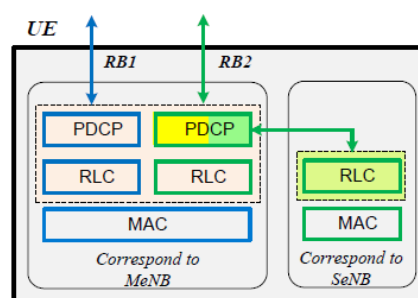 UE
RB1 RB2
PDCP PDCP
RLC RLC RLC
MAC MAC
Correspond to MeNB
Correspond to SeNB